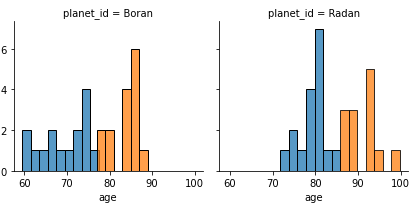 planet_id = Boran
planet_id = Radan
6
4
2
0
60 70 80 90 100
60 70 80 90 100
age
age